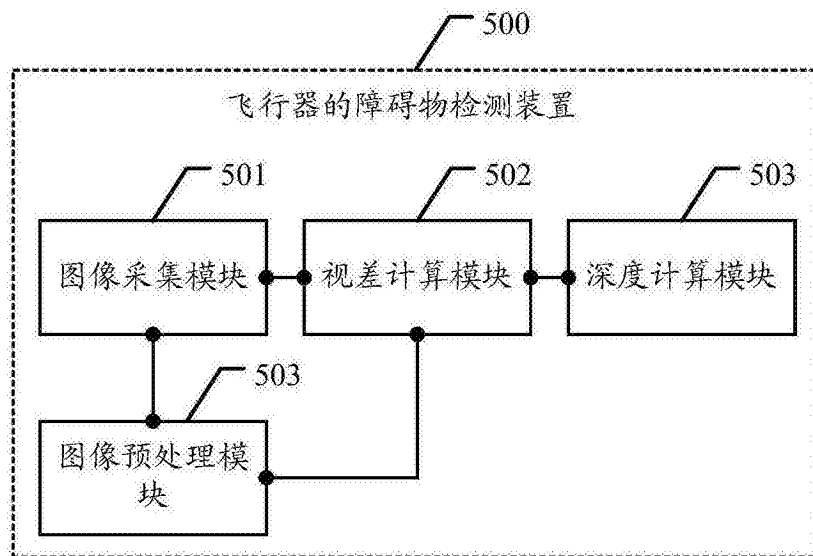 500
飞行器的障碍物检测装置
501
502
503
图像采集模块
视差计算模块
深度计算模块
503
图像预处理模
块